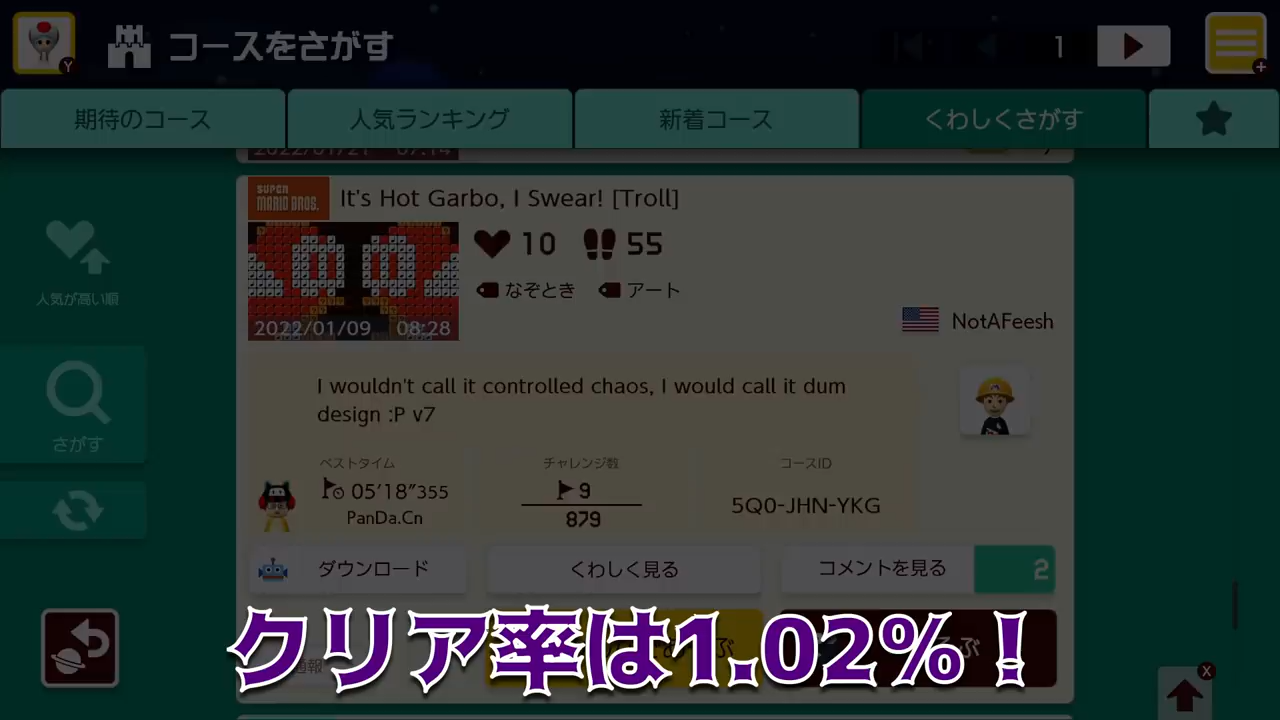 コースをさがす
1
Y
+
期待のコース
人気ランキング
新着コース
くわしくさがす
SUPER
MARIO BROS.
It's Hot Garbo, I Swear! [Troll]
10
55
なぞとき
アート
2022/01/09 08:28
NotAFeesh
人気が高い順
さがす
I wouldn't call it controlled chaos, I would call it dum
design :P v7
ベストタイム
05'18"355
PanDa.Cn
チャレンジ数
9
879
コースID
5Q0-JHN-YKG
ダウンロード
くわしく見る
コメントを見る
2
クリア率は1.02%！
X